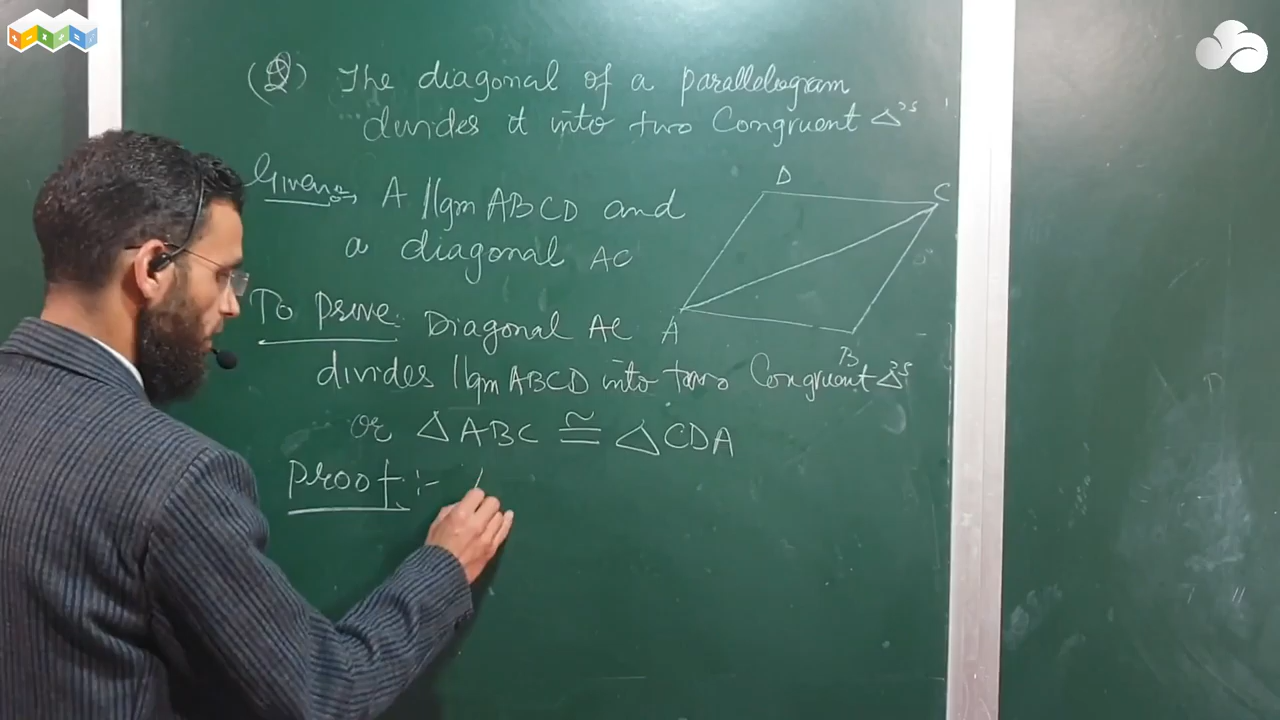 (2) The diagonal of a parallelogram
divides it into two Congruent Δ's
Given:→ A ||gm ABCD and
a diagonal AC
D
C
A
B
To prove: Diagonal AC
divides ||gm ABCD into two Congruent Δ's
or ΔABC ≅ ΔCDA
Proof :-